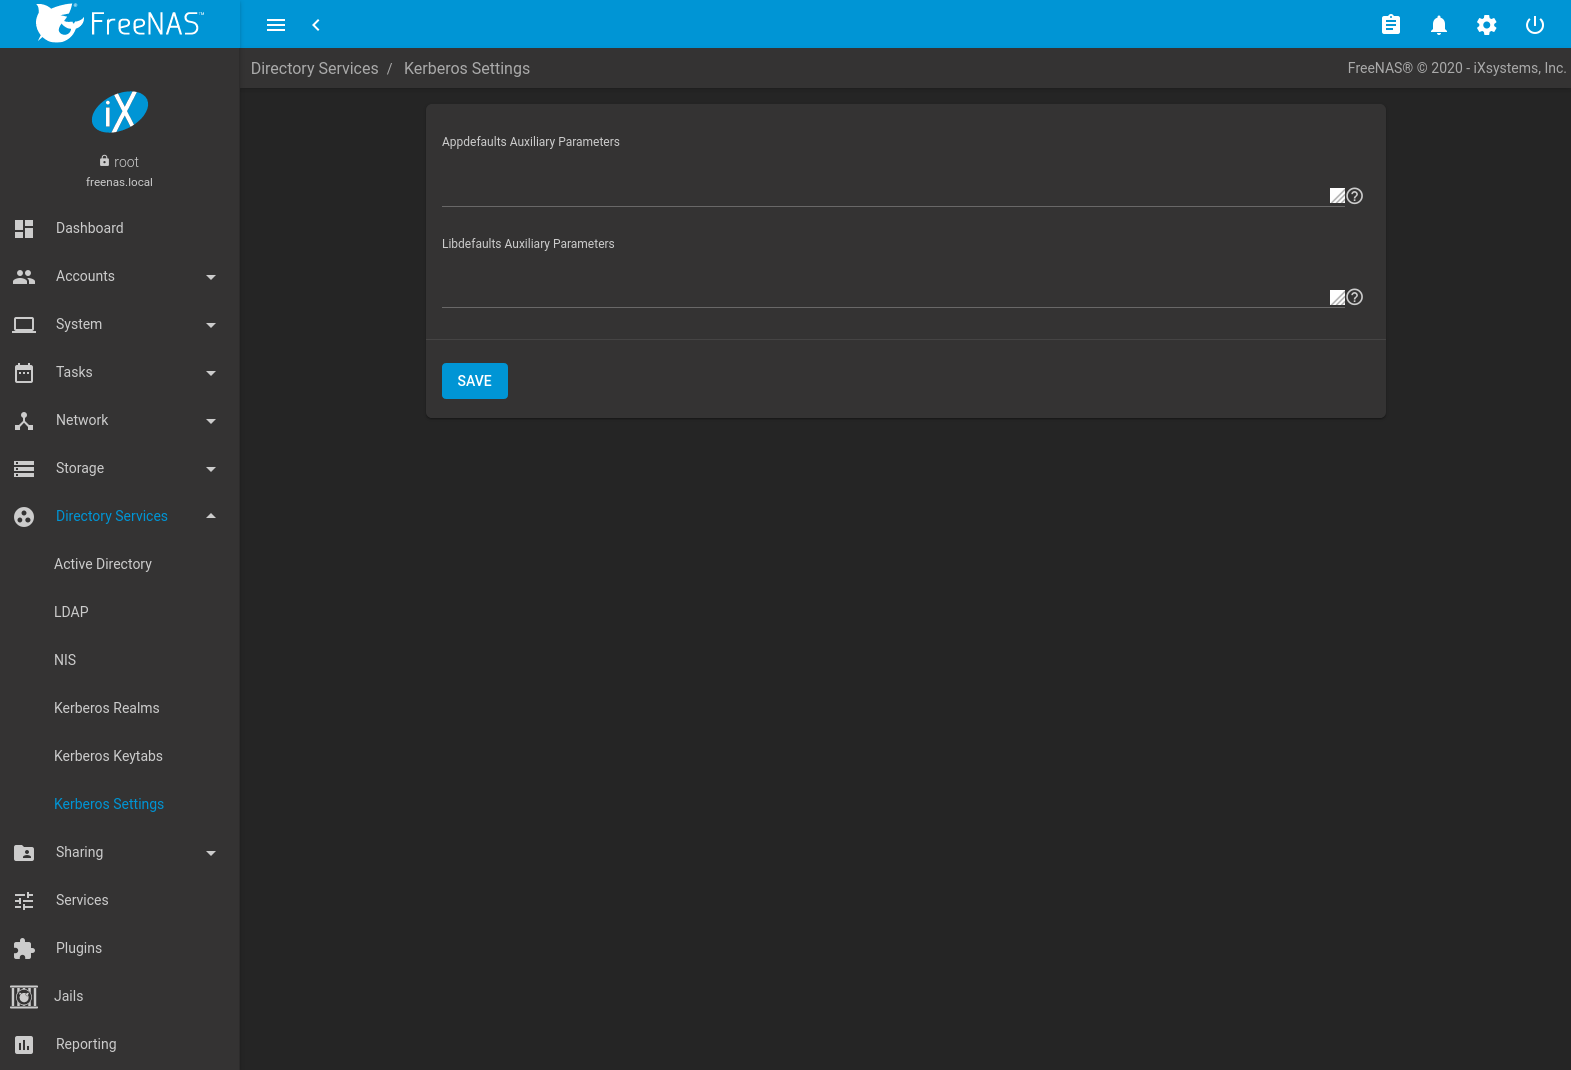 FreeNAS™
Directory Services / Kerberos Settings
FreeNAS® © 2020 - iXsystems, Inc.
iX
root
freenas.local
Dashboard
Accounts
System
Tasks
Network
Storage
Directory Services
Active Directory
LDAP
NIS
Kerberos Realms
Kerberos Keytabs
Kerberos Settings
Sharing
Services
Plugins
Jails
Reporting
Appdefaults Auxiliary Parameters
Libdefaults Auxiliary Parameters
SAVE